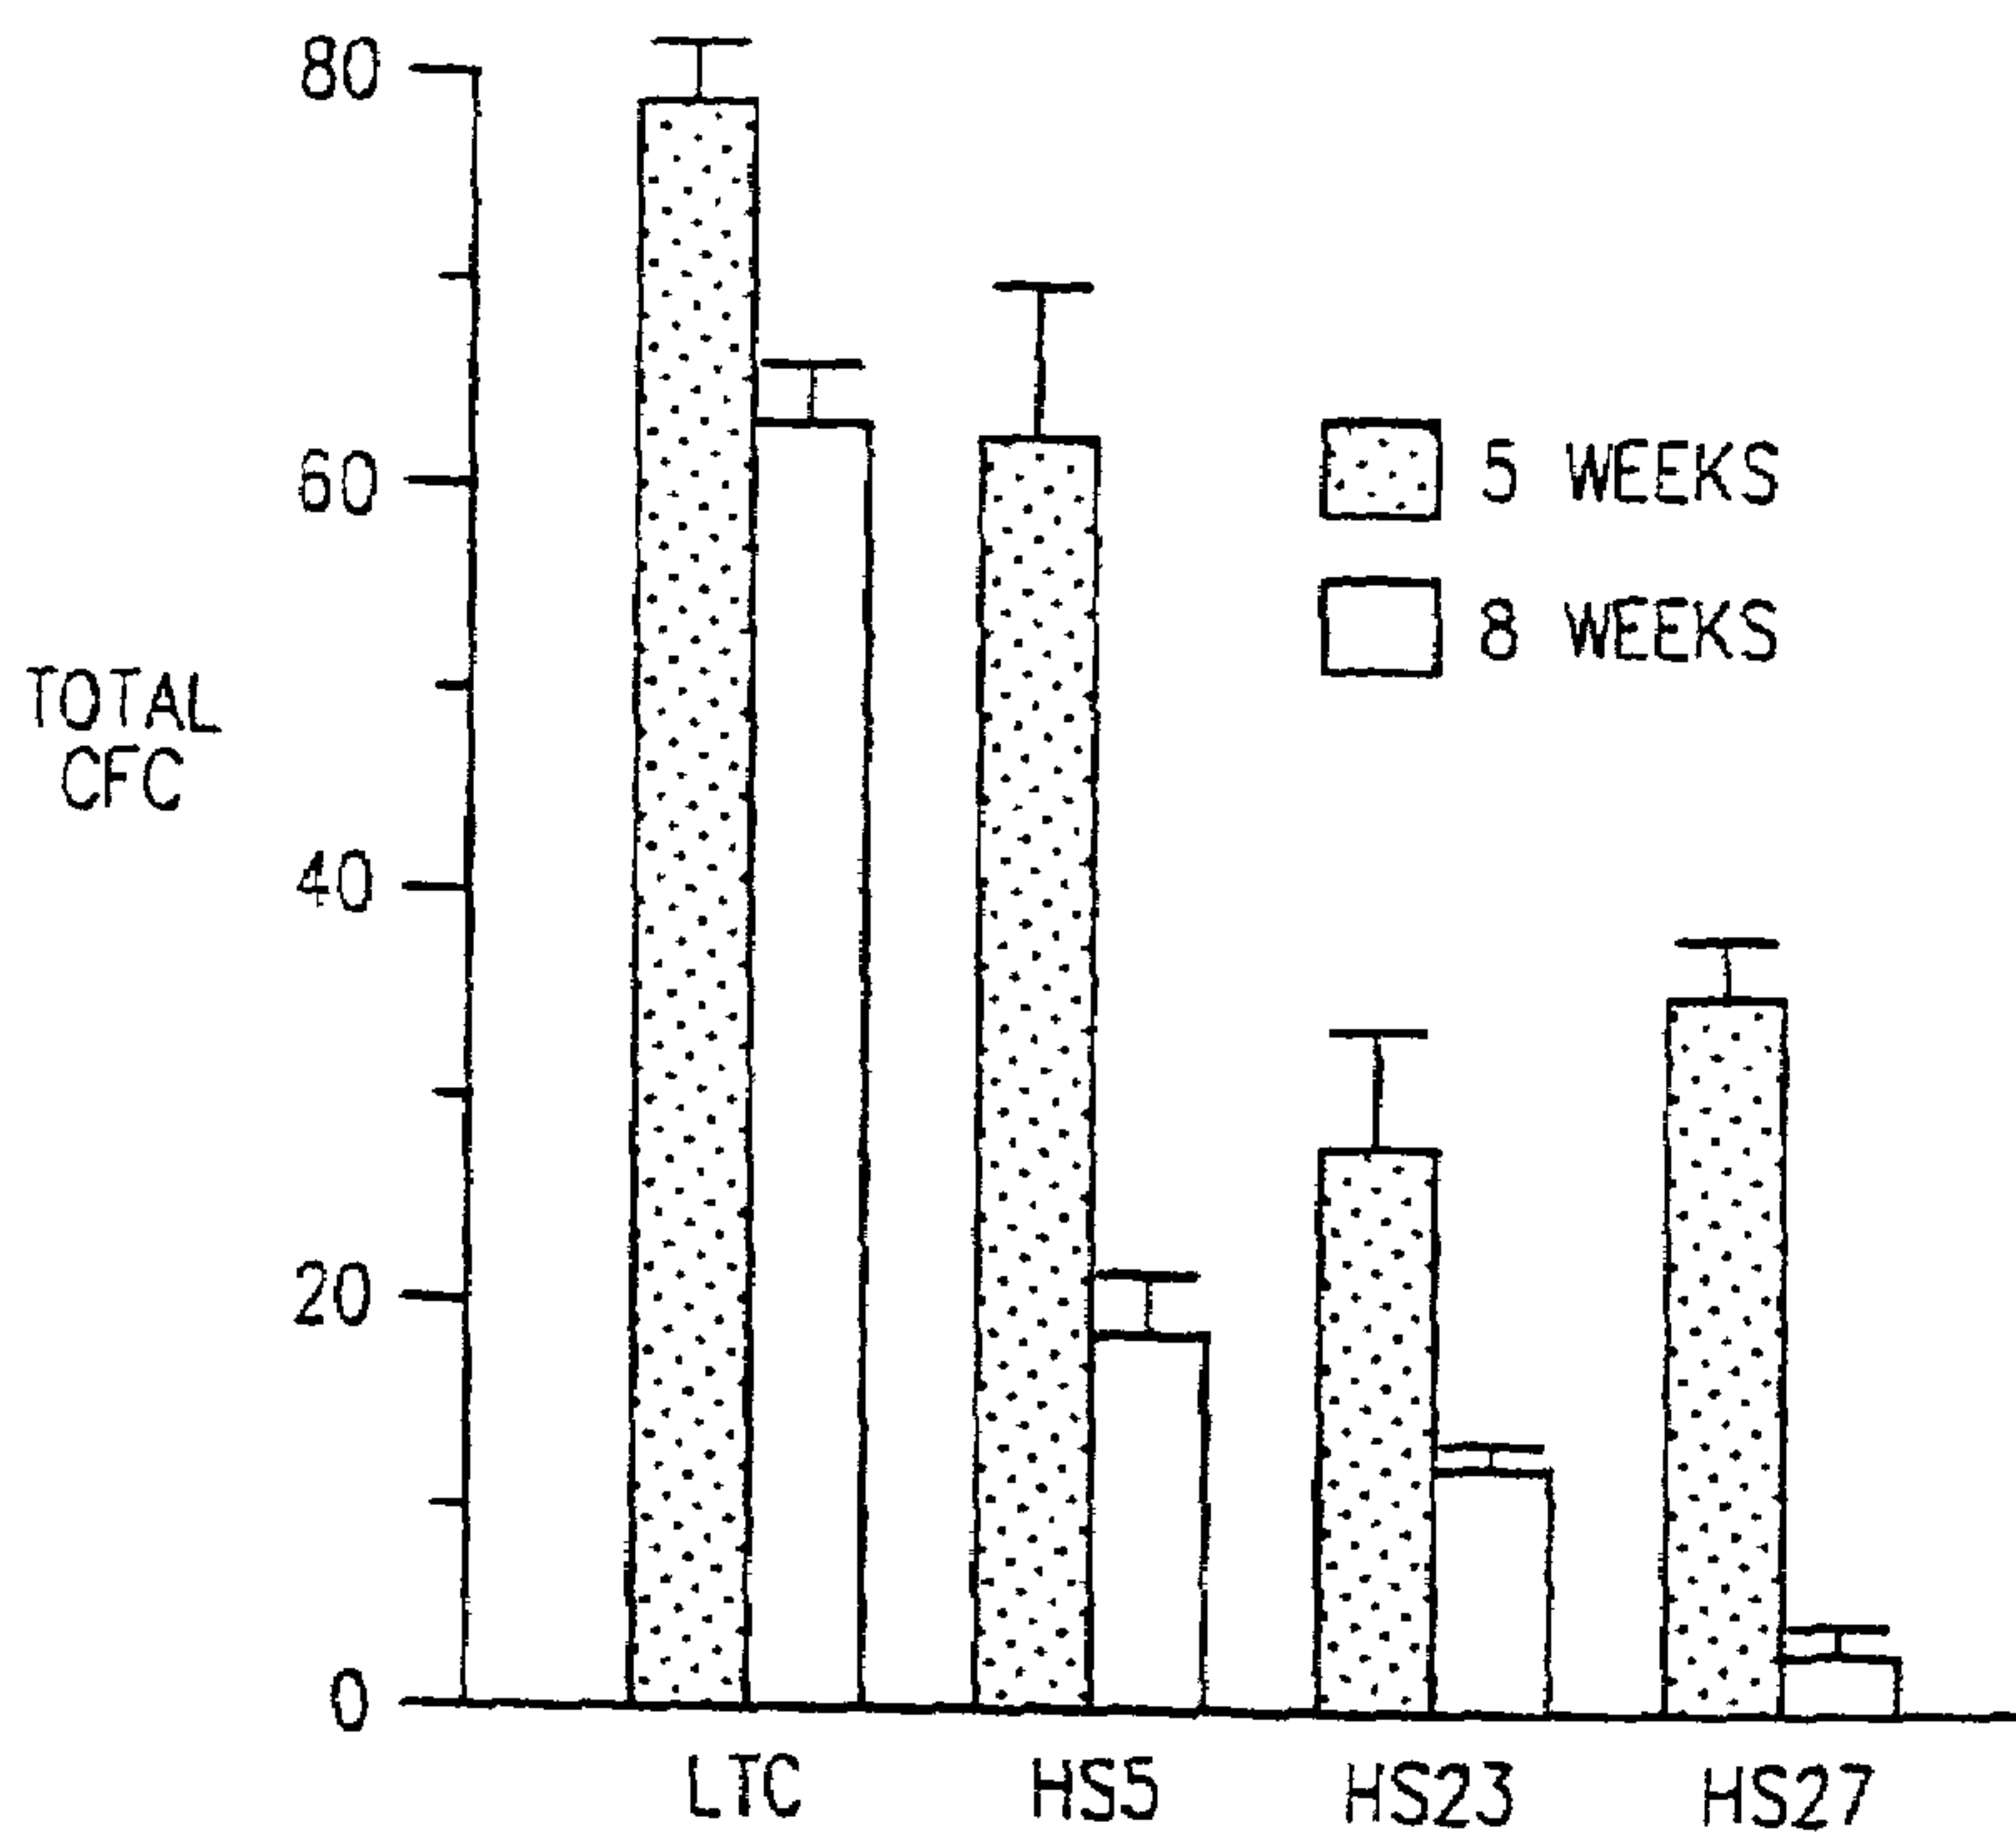 80
60
40
20
0
TOTAL
CFC
5 WEEKS
8 WEEKS
LTC HS5 HS23 HS27